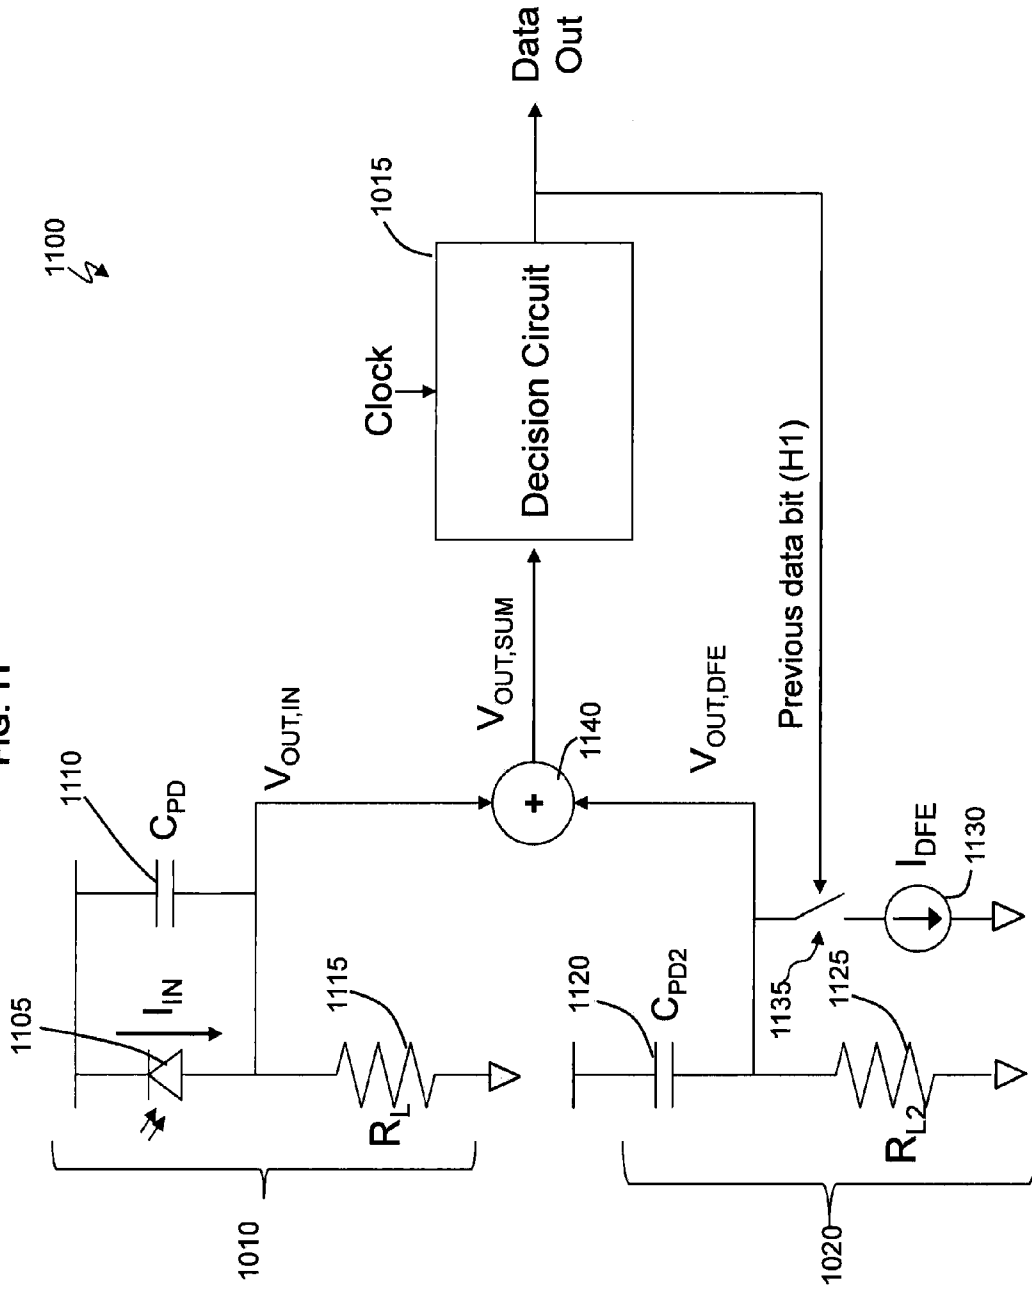 FIG. 11
1100
1105
I_IN
1110
C_PD
V_OUT,IN
1115
R_L
1010
V_OUT,SUM
1140
Clock
1015
Decision Circuit
Data
Out
1120
C_PD2
V_OUT,DFE
Previous data bit (H1)
1135
1125
R_L2
I_DFE
1130
1020